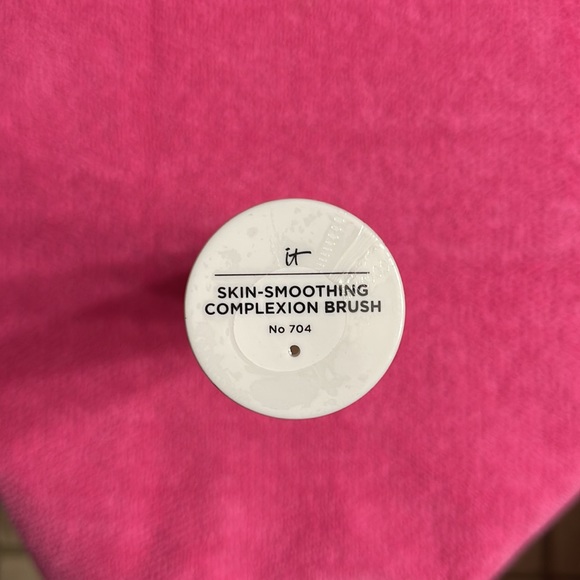 it
SKIN-SMOOTHING
COMPLEXION BRUSH
No 704